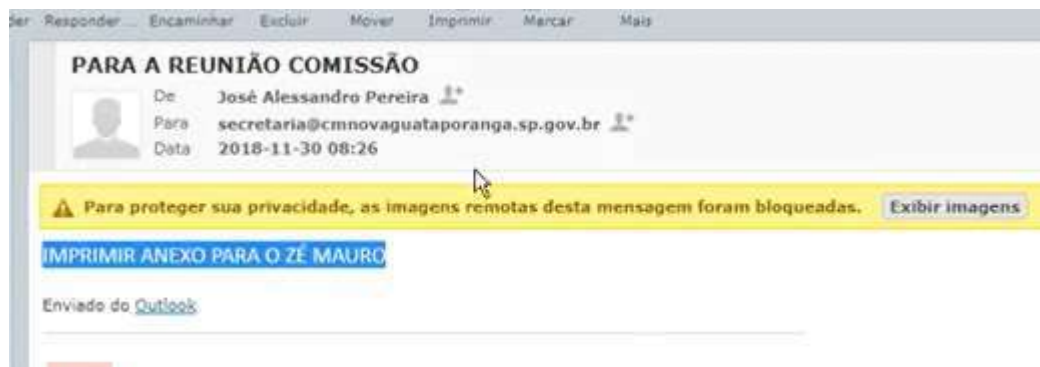 Responder Encaminhar Excluir Mover Imprimir Marcar Mais
PARA A REUNIÃO COMISSÃO
De José Alessandro Pereira
Para secretaria@cmnovaguataporanga.sp.gov.br
Data 2018-11-30 08:26
Para proteger sua privacidade, as imagens remotas desta mensagem foram bloqueadas. Exibir imagens
IMPRIMIR ANEXO PARA O ZÉ MAURO
Enviado do Outlook